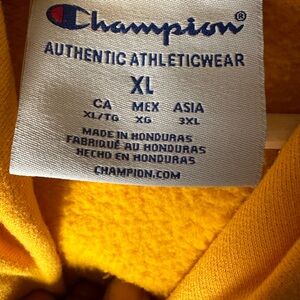 Champion®
AUTHENTIC ATHLETICWEAR
XL
CA MEX ASIA
XL/TG XG 3XL
MADE IN HONDURAS
FABRIQUÉ AU HONDURAS
HECHO EN HONDURAS
CHAMPION.COM